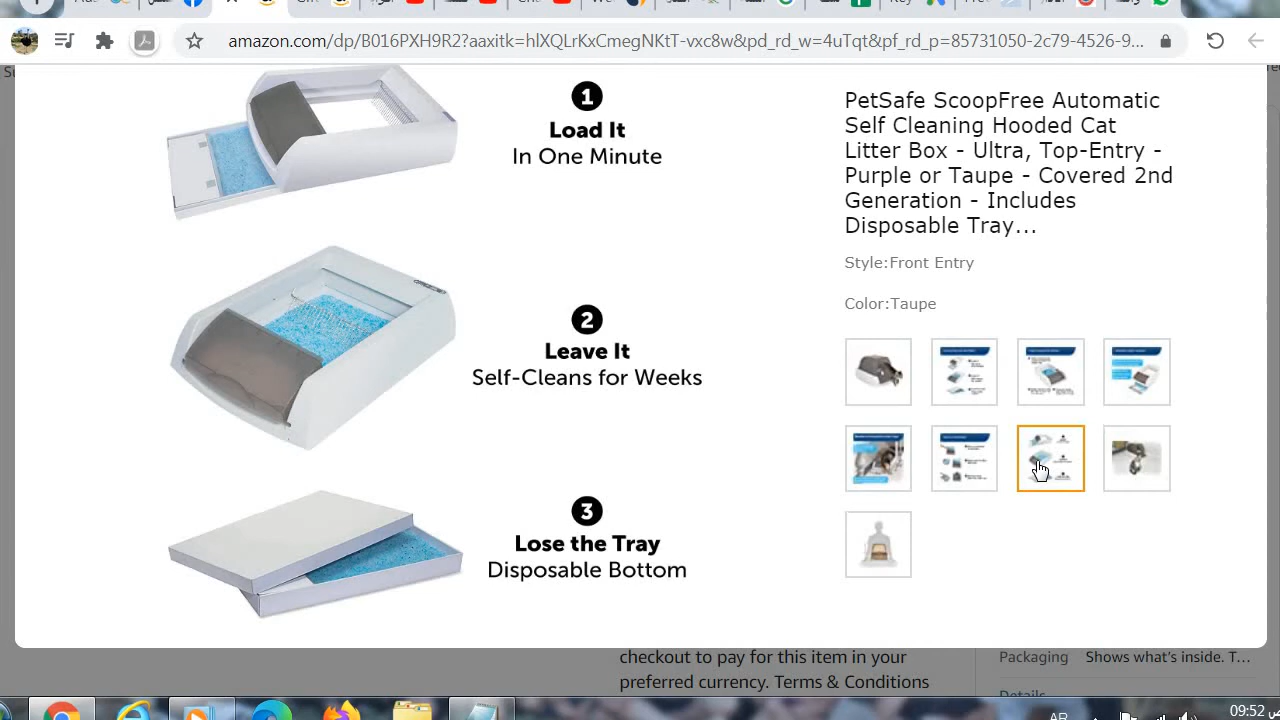 amazon.com/dp/B016PXH9R2?aaxitk=hlXQLrKxCmegNKtT-vxc&w&pd_rd_w=4uTqt&pf_rd_p=85731050-2c79-4526-9...
1
Load It
In One Minute
2
Leave It
Self-Cleans for Weeks
3
Lose the Tray
Disposable Bottom
PetSafe ScoopFree Automatic
Self Cleaning Hooded Cat
Litter Box - Ultra, Top-Entry -
Purple or Taupe - Covered 2nd
Generation - Includes
Disposable Tray...
Style:Front Entry
Color:Taupe
checkout to pay for this item in your
preferred currency. Terms & Conditions
Packaging Shows what's inside. T...
Details
AR
09:52